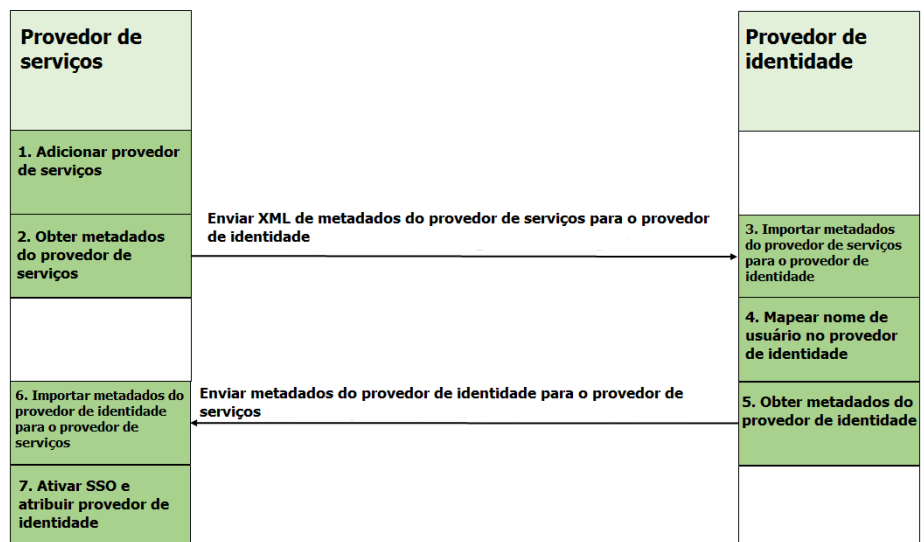 Provedor de
serviços
Provedor de
identidade
1. Adicionar provedor
de serviços
2. Obter metadados
do provedor de
serviços
Enviar XML de metadados do provedor de serviços para o provedor
de identidade
3. Importar metadados
do provedor de serviços
para o provedor de
identidade
4. Mapear nome de
usuário no provedor
de identidade
Enviar metadados do provedor de identidade para o provedor de
serviços
5. Obter metadados do
provedor de identidade
6. Importar metadados do
provedor de identidade
para o provedor de
serviços
7. Ativar SSO e
atribuir provedor de
identidade